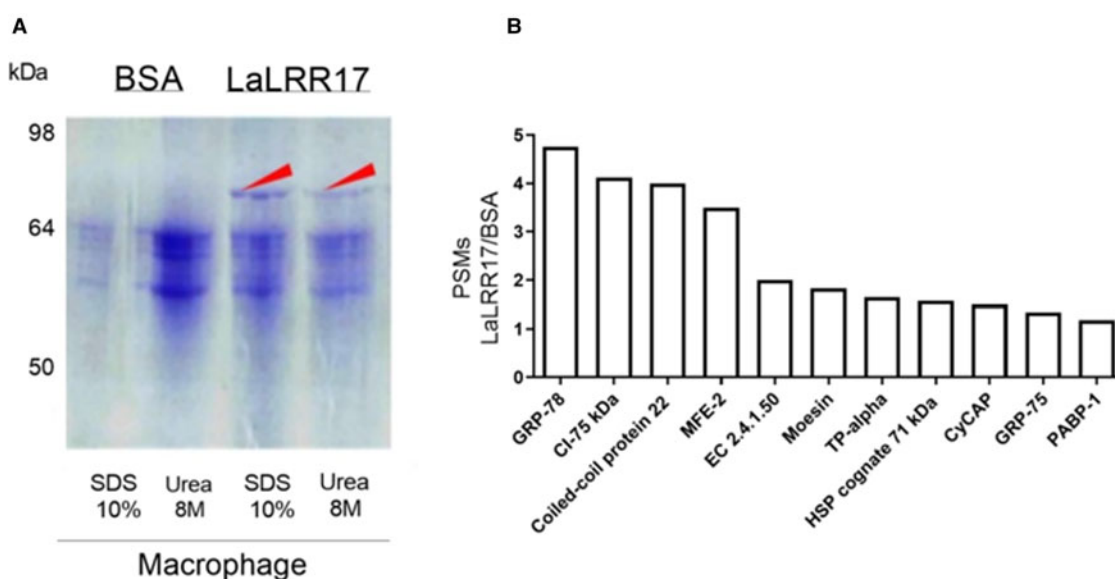 A
kDa
BSA LaLRR17
98
64
50
SDS Urea SDS Urea
10% 8M 10% 8M
Macrophage
B
PSMs
LaLRR17/BSA
5
4
3
2
1
0
GRP-78
CI-75 kDa
Coiled-coil protein 22
MFE-2
EC 2.4.1.50
Moesin
TP-alpha
HSP cognate 71 kDa
CyCAP
GRP-75
PABP-1